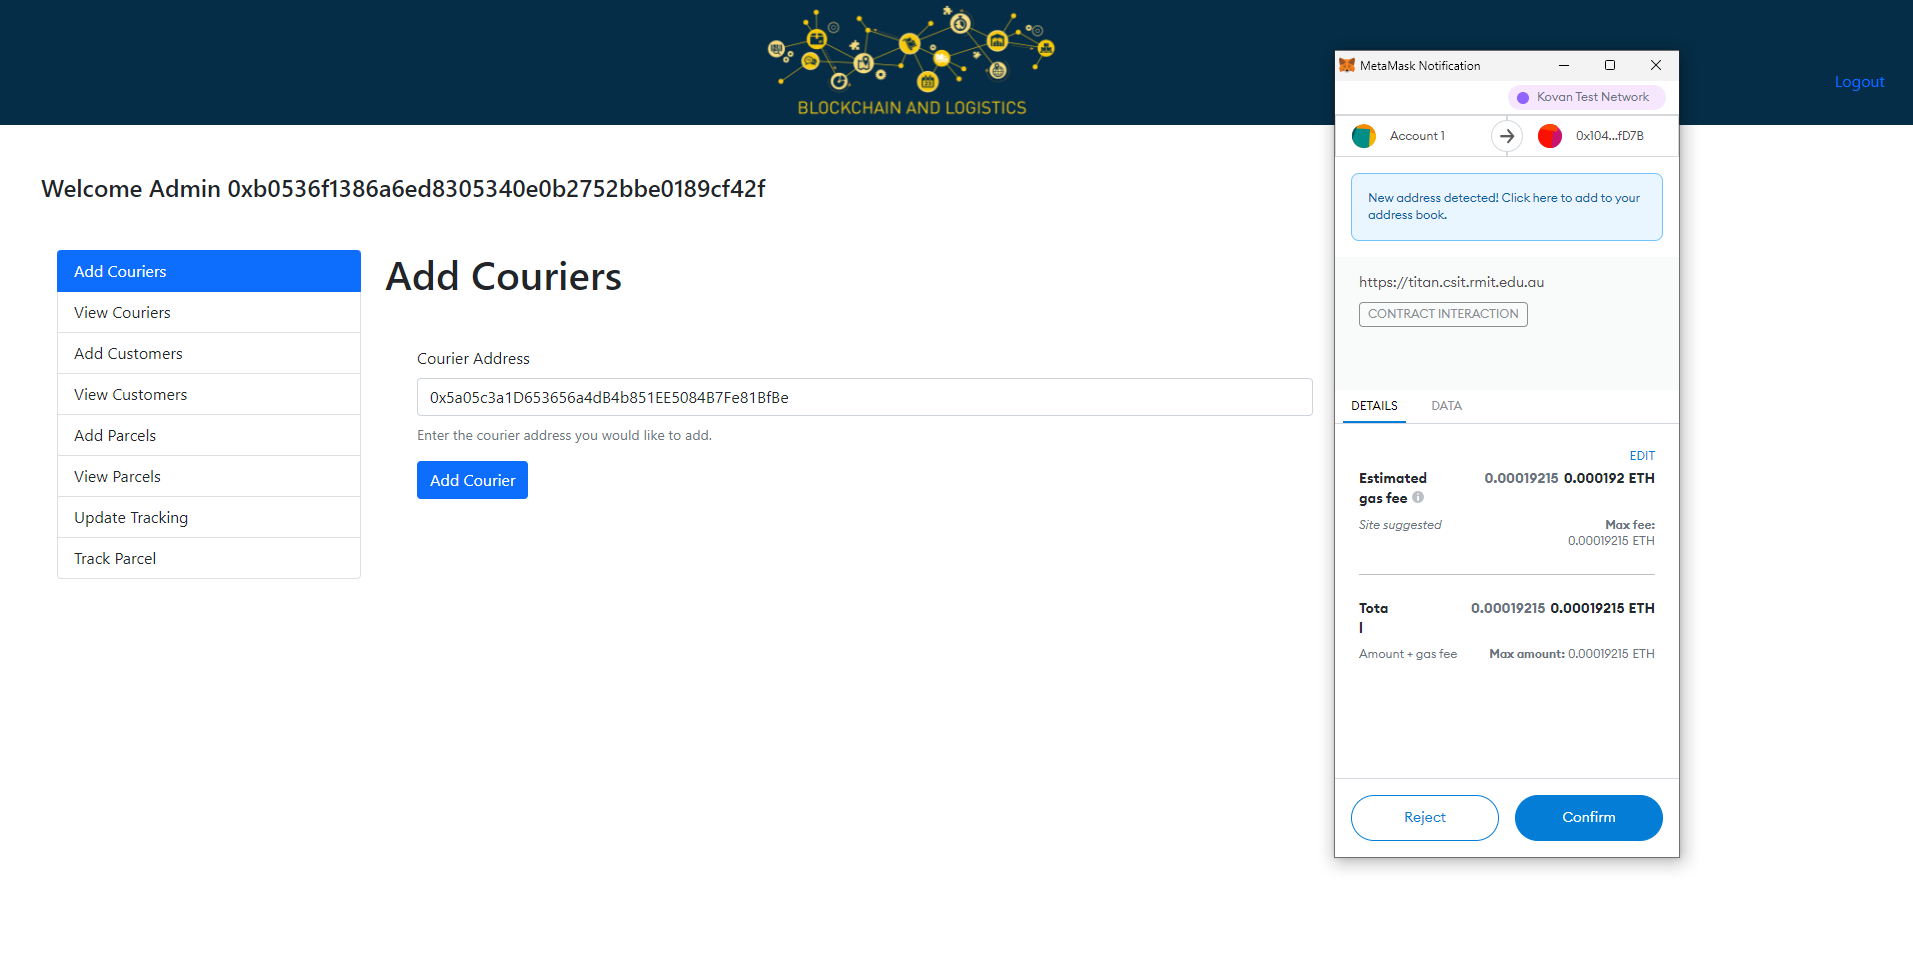 BLOCKCHAIN AND LOGISTICS
Logout
Welcome Admin 0xb0536f1386a6ed8305340e0b2752bbe0189cf42f
Add Couriers
View Couriers
Add Customers
View Customers
Add Parcels
View Parcels
Update Tracking
Track Parcel
Add Couriers
Courier Address
0x5a05c3a1D653656a4dB4b851EE5084B7Fe81BfBe
Enter the courier address you would like to add.
Add Courier
MetaMask Notification
Kovan Test Network
Account 1
0x104...fD7B
New address detected! Click here to add to your
address book.
https://titan.csit.rmit.edu.au
CONTRACT INTERACTION
DETAILS DATA
EDIT
Estimated 0.00019215 0.000192 ETH
gas fee
Site suggested Max fee:
0.00019215 ETH
Tota 0.00019215 0.00019215 ETH
l
Amount + gas fee Max amount: 0.00019215 ETH
Reject Confirm